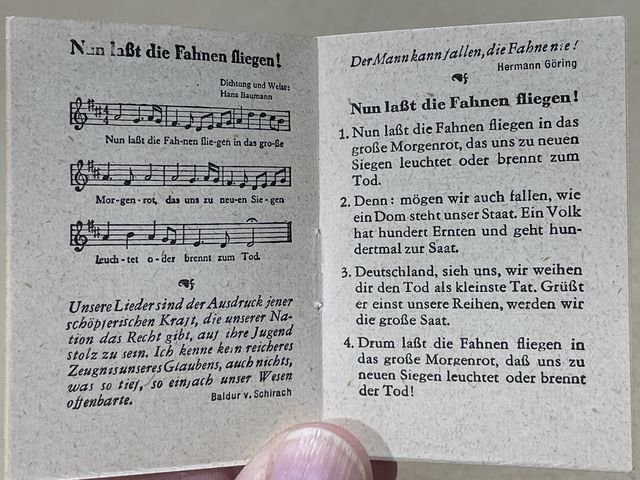 Nun laßt die Fahnen fliegen!
Dichtung und Weise:
Hans Baumann
Nun laßt die Fah-nen flie-gen in das gro-ße
Mor-gen-rot, das uns zu neu-en Sie-gen
leuch-tet o-der brennt zum Tod.
Unsere Lieder sind der Ausdruck jener
schöpferischen Kraft, die unserer Na-
tion das Recht gibt, auf ihre Jugend
stolz zu sein. Ich kenne kein reicheres
Zeugnis unseres Glaubens, auch nichts,
was so tief, so einfach unser Wesen
offenbarte.
Baldur v. Schirach
Der Mann kann fallen, die Fahne nie!
Hermann Göring
Nun laßt die Fahnen fliegen!
1. Nun laßt die Fahnen fliegen in das
große Morgenrot, das uns zu neuen
Siegen leuchtet oder brennt zum
Tod.
2. Denn: mögen wir auch fallen, wie
ein Dom steht unser Staat. Ein Volk
hat hundert Ernten und geht hun-
dertmal zur Saat.
3. Deutschland, sieh uns, wir weihen
dir den Tod als kleinste Tat. Grüßt
er einst unsere Reihen, werden wir
die große Saat.
4. Drum laßt die Fahnen fliegen in
das große Morgenrot, daß uns zu
neuen Siegen leuchtet oder brennt
der Tod!